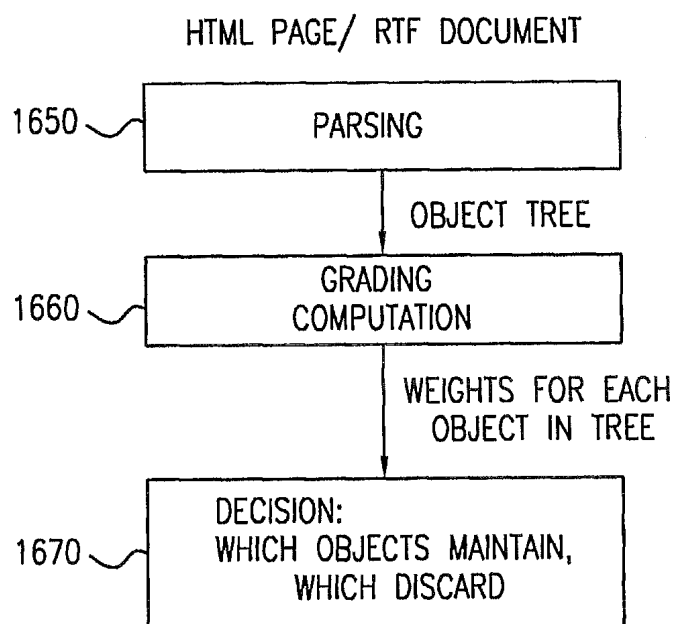 HTML PAGE/ RTF DOCUMENT
1650
PARSING
OBJECT TREE
1660
GRADING
COMPUTATION
WEIGHTS FOR EACH
OBJECT IN TREE
1670
DECISION:
WHICH OBJECTS MAINTAIN,
WHICH DISCARD